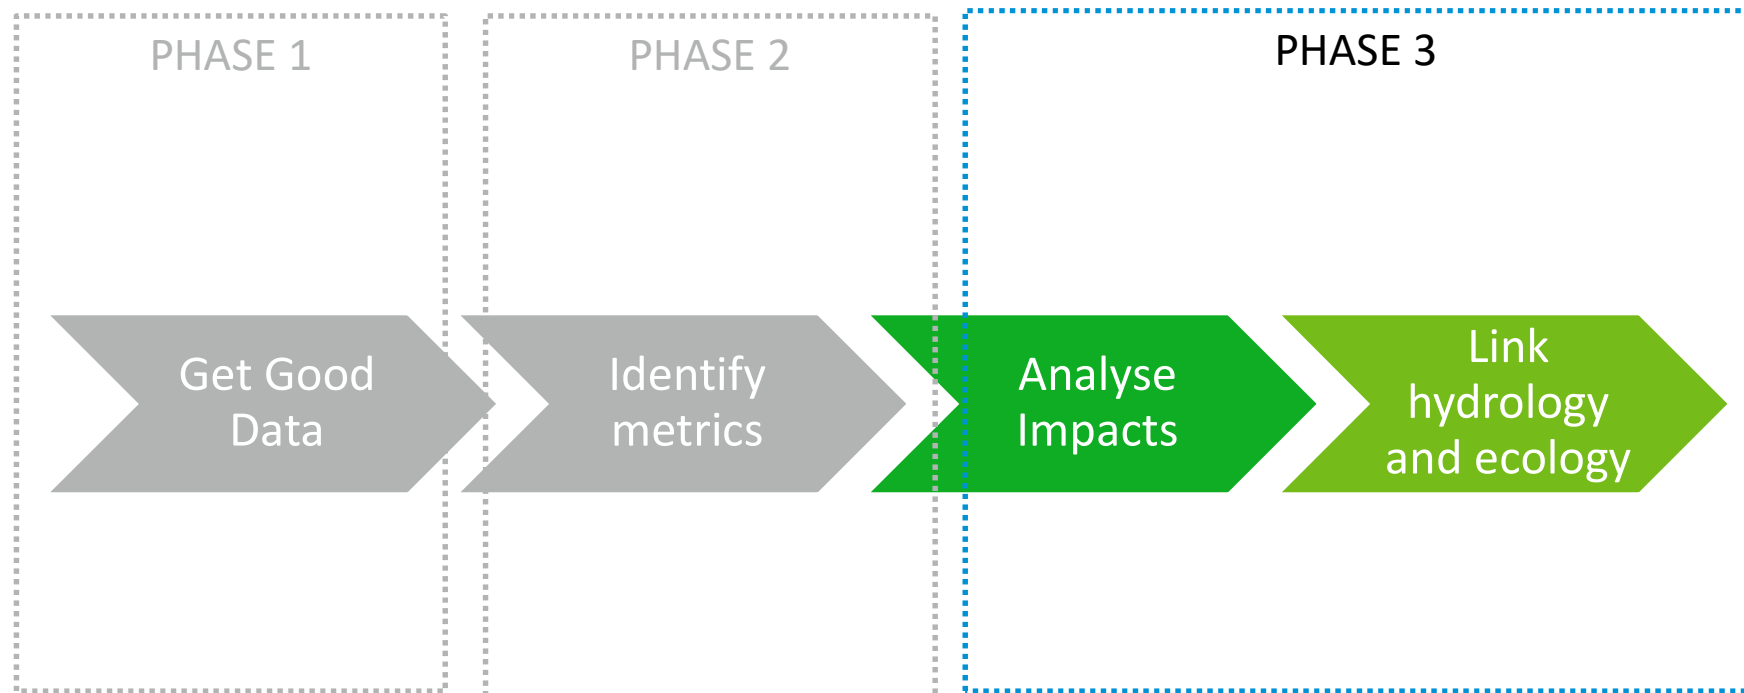 PHASE 1
PHASE 2
PHASE 3
Get Good
Data
Identify
metrics
Analyse
Impacts
Link
hydrology
and ecology